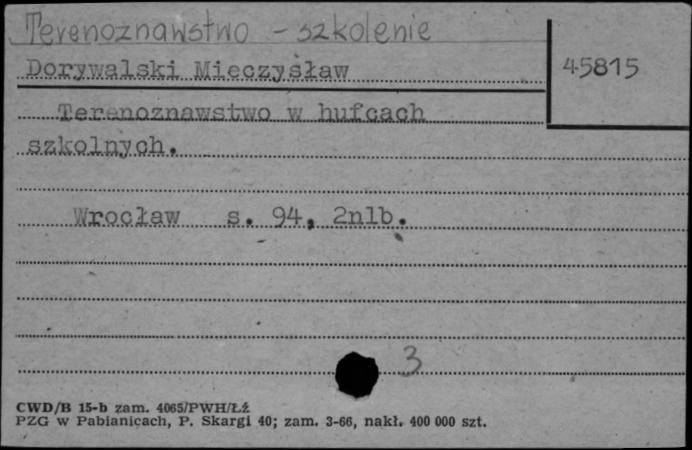 Terenoznawstwo - szkolenie
Dorywalski Mieczysław
45815
Terenoznawstwo w hufcach
szkolnych.
Wrocław s. 94, 2nlb.
3
CWD/B 15-b zam. 4065/PWH/Łź
PZG w Pabianicach, P. Skargi 40; zam. 3-66, nakł. 400 000 szt.